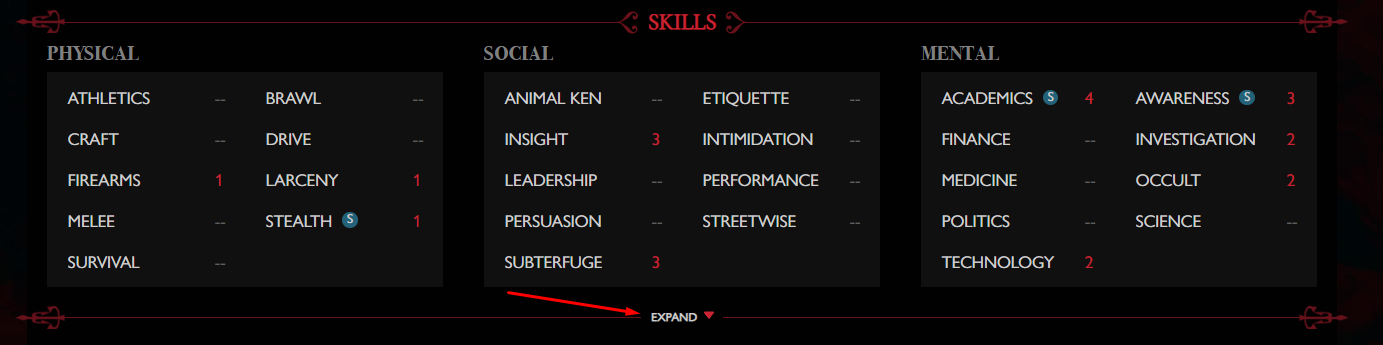 SKILLS
PHYSICAL
ATHLETICS -- BRAWL --
CRAFT -- DRIVE --
FIREARMS 1 LARCENY 1
MELEE -- STEALTH S 1
SURVIVAL --
SOCIAL
ANIMAL KEN -- ETIQUETTE --
INSIGHT 3 INTIMIDATION --
LEADERSHIP -- PERFORMANCE --
PERSUASION -- STREETWISE --
SUBTERFUGE 3
MENTAL
ACADEMICS S 4 AWARENESS S 3
FINANCE -- INVESTIGATION 2
MEDICINE -- OCCULT 2
POLITICS -- SCIENCE --
TECHNOLOGY 2
EXPAND